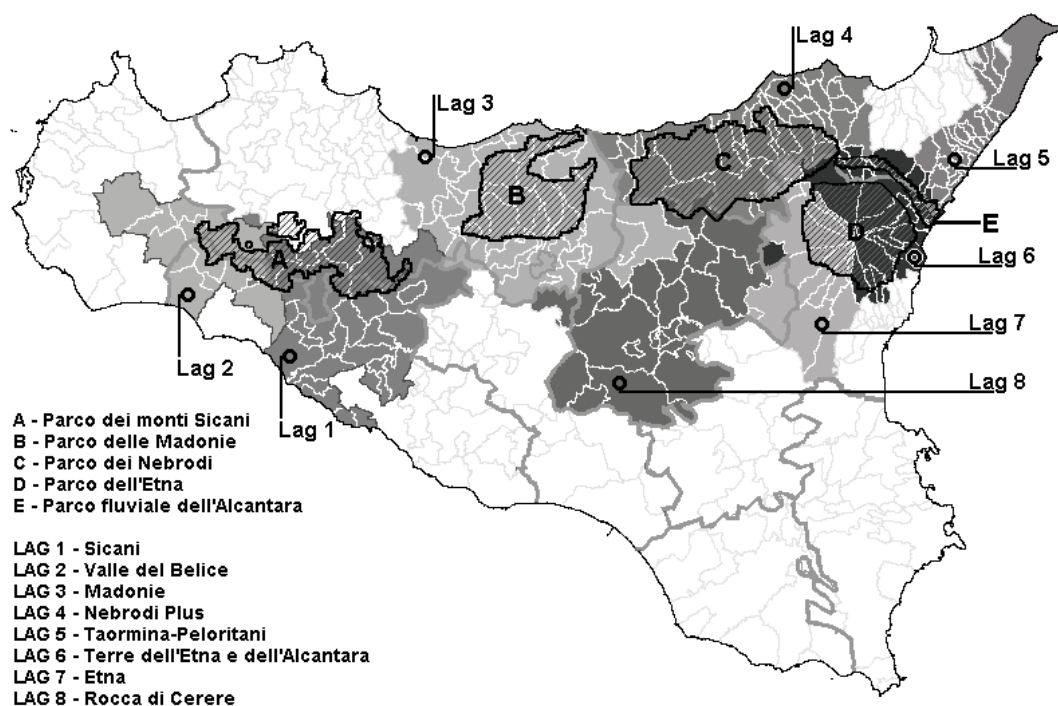 Lag 4
Lag 3
C
Lag 5
B
E
D
A
Lag 6
Lag 7
Lag 2
Lag 8
Lag 1
A - Parco dei monti Sicani
B - Parco delle Madonie
C - Parco dei Nebrodi
D - Parco dell'Etna
E - Parco fluviale dell'Alcantara
LAG 1 - Sicani
LAG 2 - Valle del Belice
LAG 3 - Madonie
LAG 4 - Nebrodi Plus
LAG 5 - Taormina-Peloritani
LAG 6 - Terre dell'Etna e dell'Alcantara
LAG 7 - Etna
LAG 8 - Rocca di Cerere